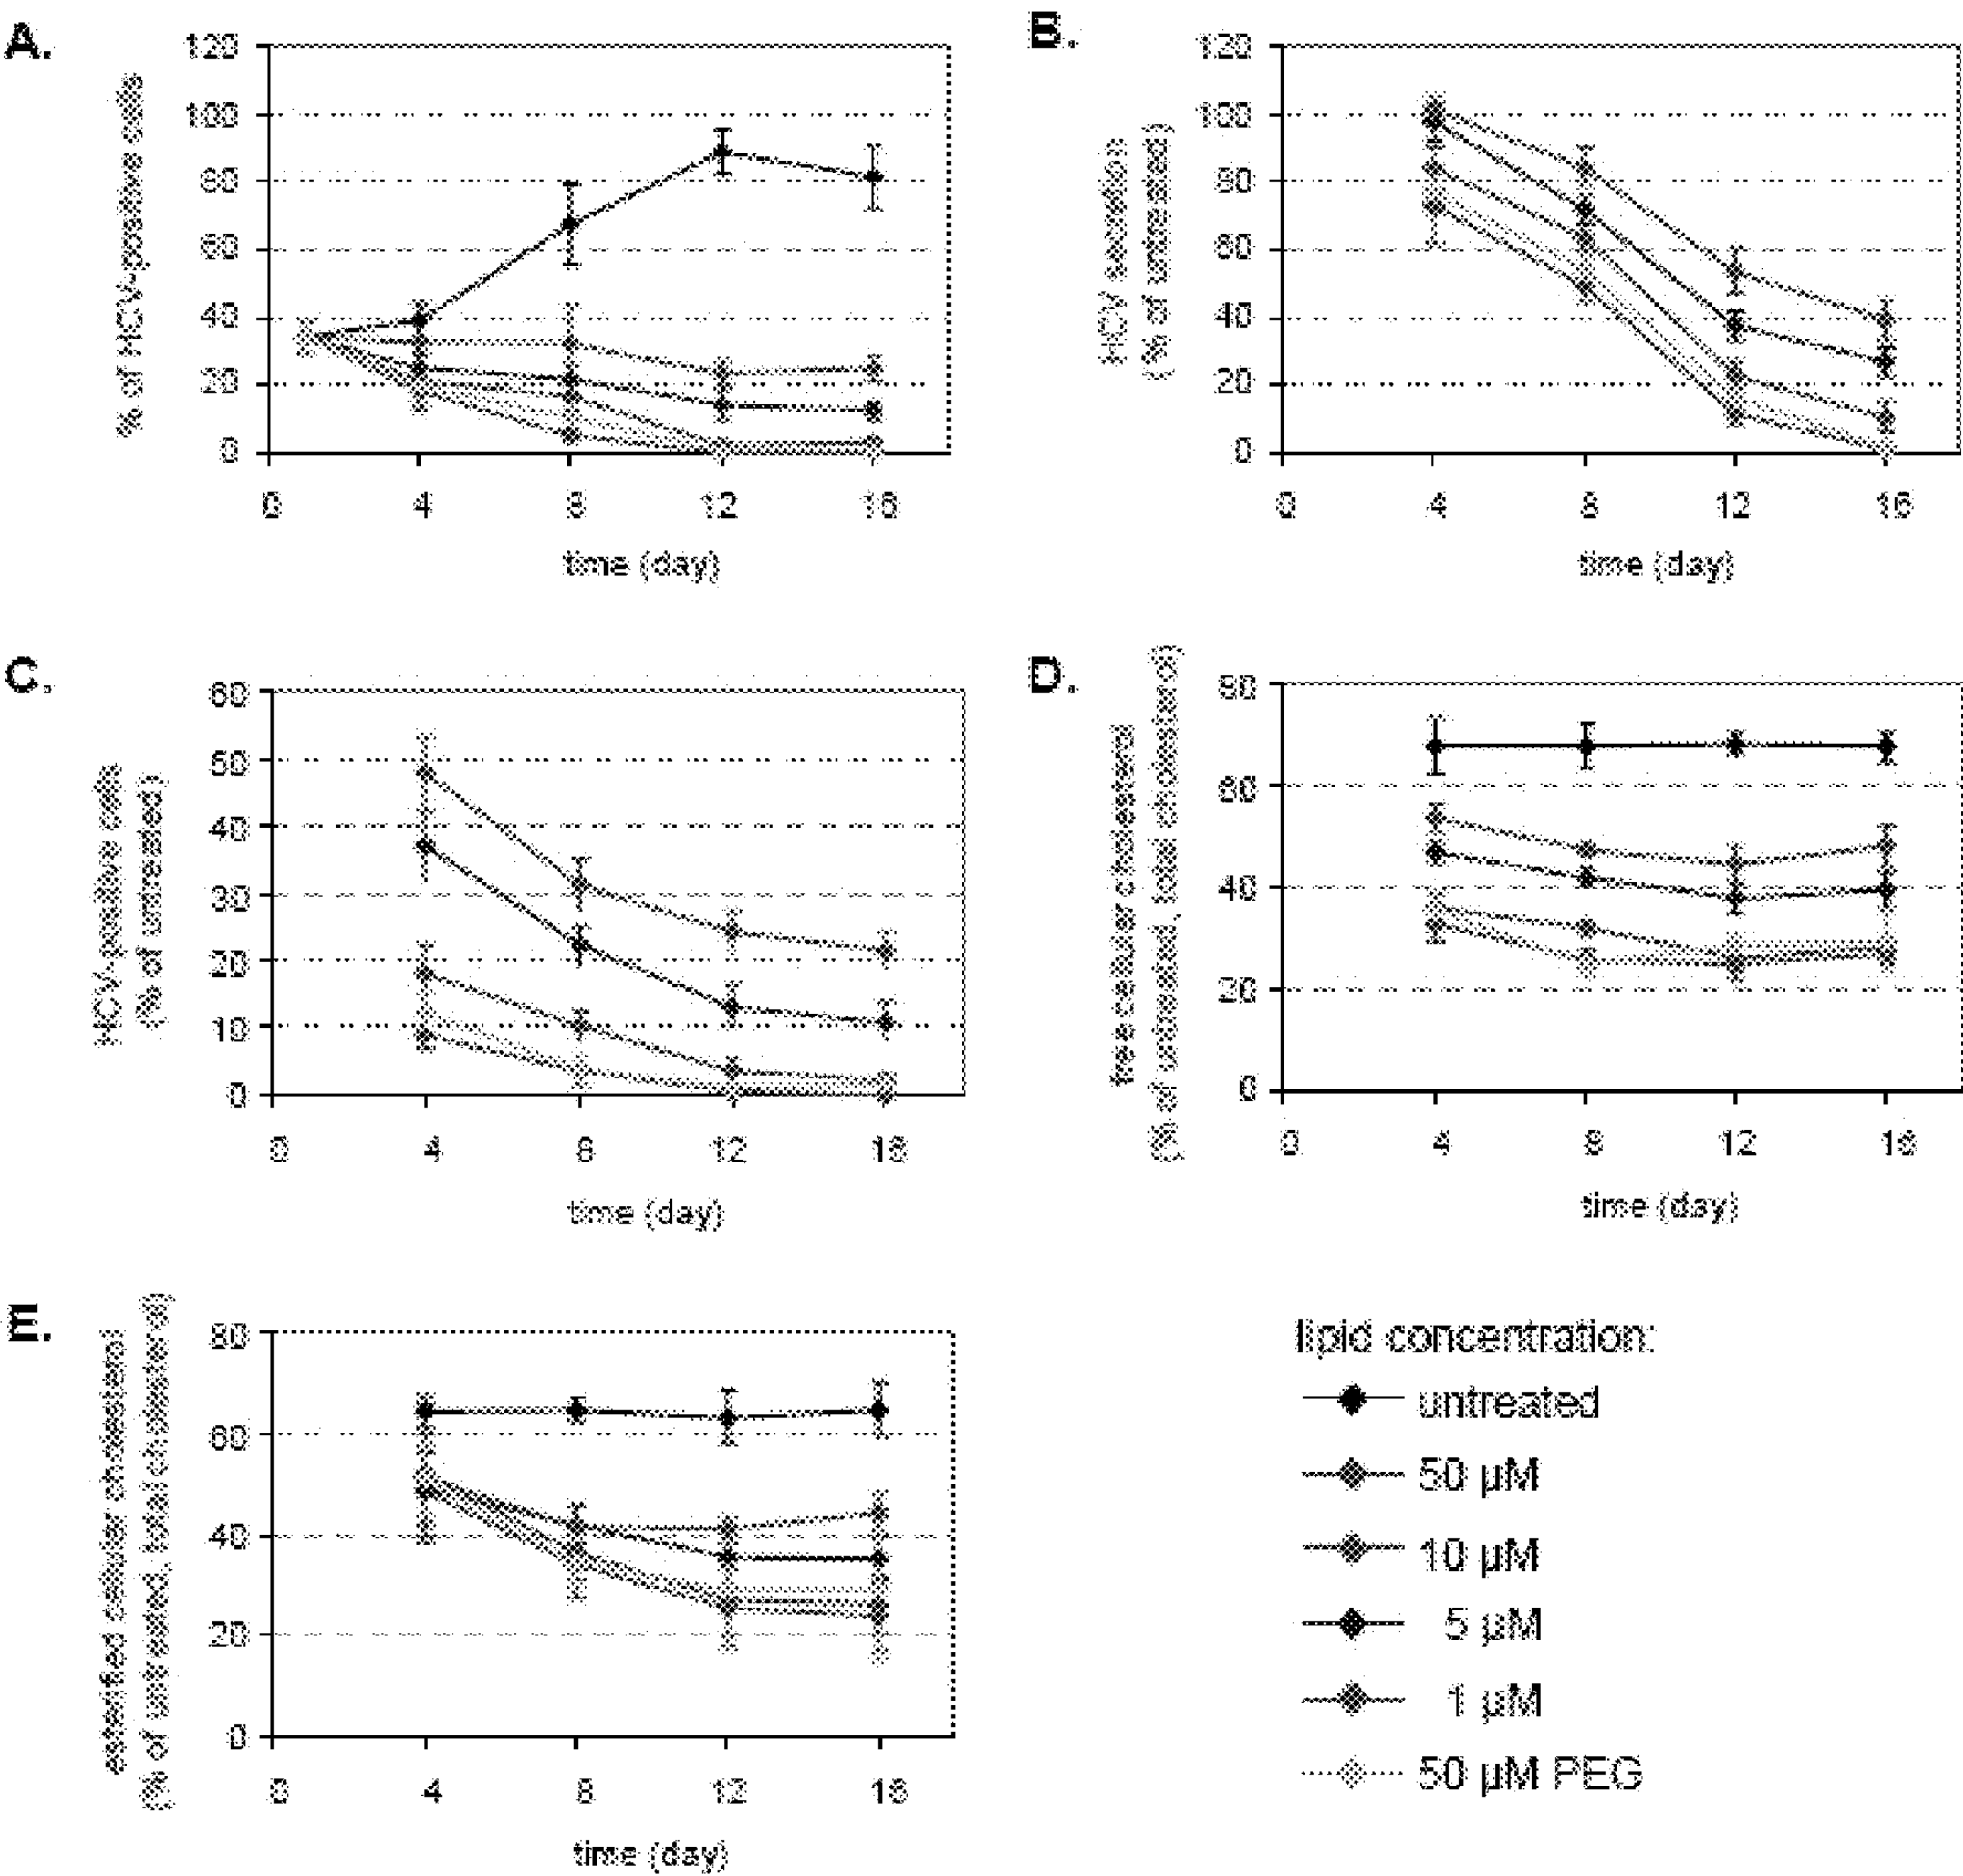 A.
% of HCV-positive cells
120
100
80
60
40
20
0
0 4 8 12 16
time (day)
B.
HCV secretion
(% of untreated)
120
100
80
60
40
20
0
0 4 8 12 16
time (day)
C.
HCV-positive cells
(% of untreated)
60
50
40
30
20
10
0
0 4 8 12 16
time (day)
D.
free cellular cholesterol
(% of untreated, total cholesterol)
80
60
40
20
0
0 4 8 12 16
time (day)
E.
esterified cellular cholesterol
(% of untreated, total cholesterol)
80
60
40
20
0
0 4 8 12 16
time (day)
lipid concentration:
untreated
50 µM
10 µM
5 µM
1 µM
50 µM PEG